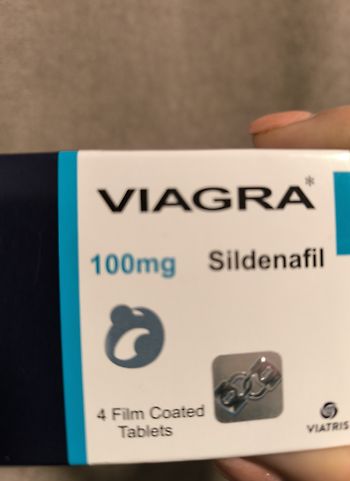 VIAGRA*
100mg Sildenafil
4 Film Coated
Tablets
VIATRIS